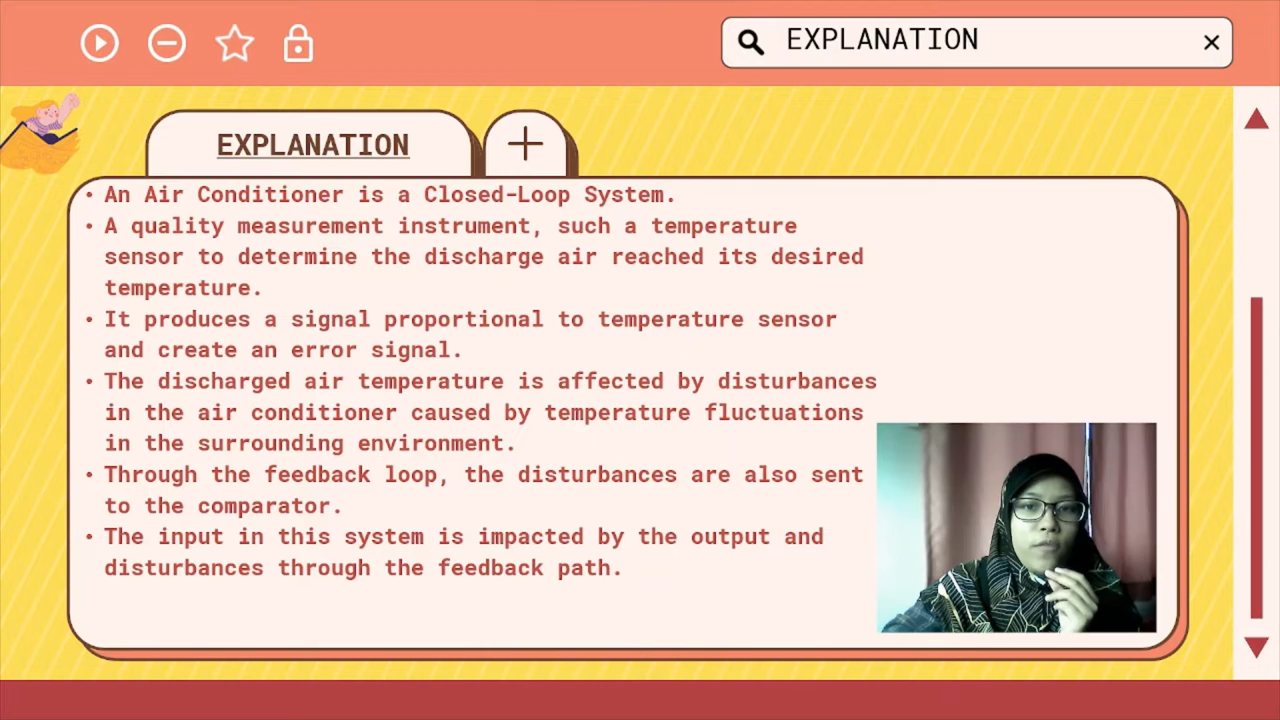 EXPLANATION
EXPLANATION
• An Air Conditioner is a Closed-Loop System.
• A quality measurement instrument, such a temperature
sensor to determine the discharge air reached its desired
temperature.
• It produces a signal proportional to temperature sensor
and create an error signal.
• The discharged air temperature is affected by disturbances
in the air conditioner caused by temperature fluctuations
in the surrounding environment.
• Through the feedback loop, the disturbances are also sent
to the comparator.
• The input in this system is impacted by the output and
disturbances through the feedback path.